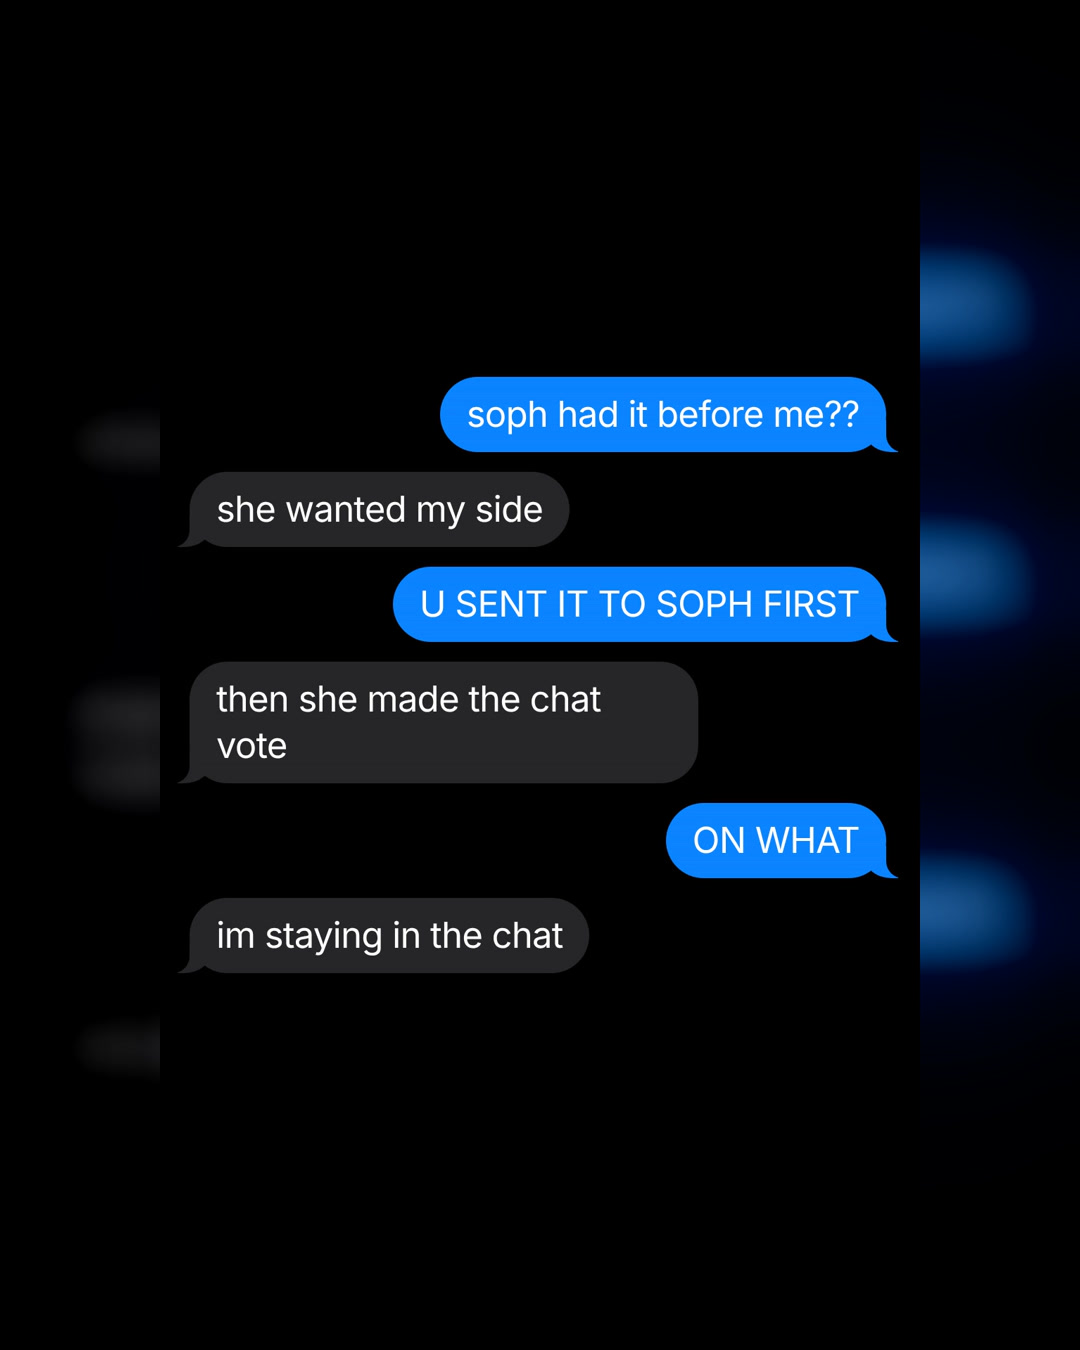 soph had it before me??
she wanted my side
U SENT IT TO SOPH FIRST
then she made the chat
vote
ON WHAT
im staying in the chat